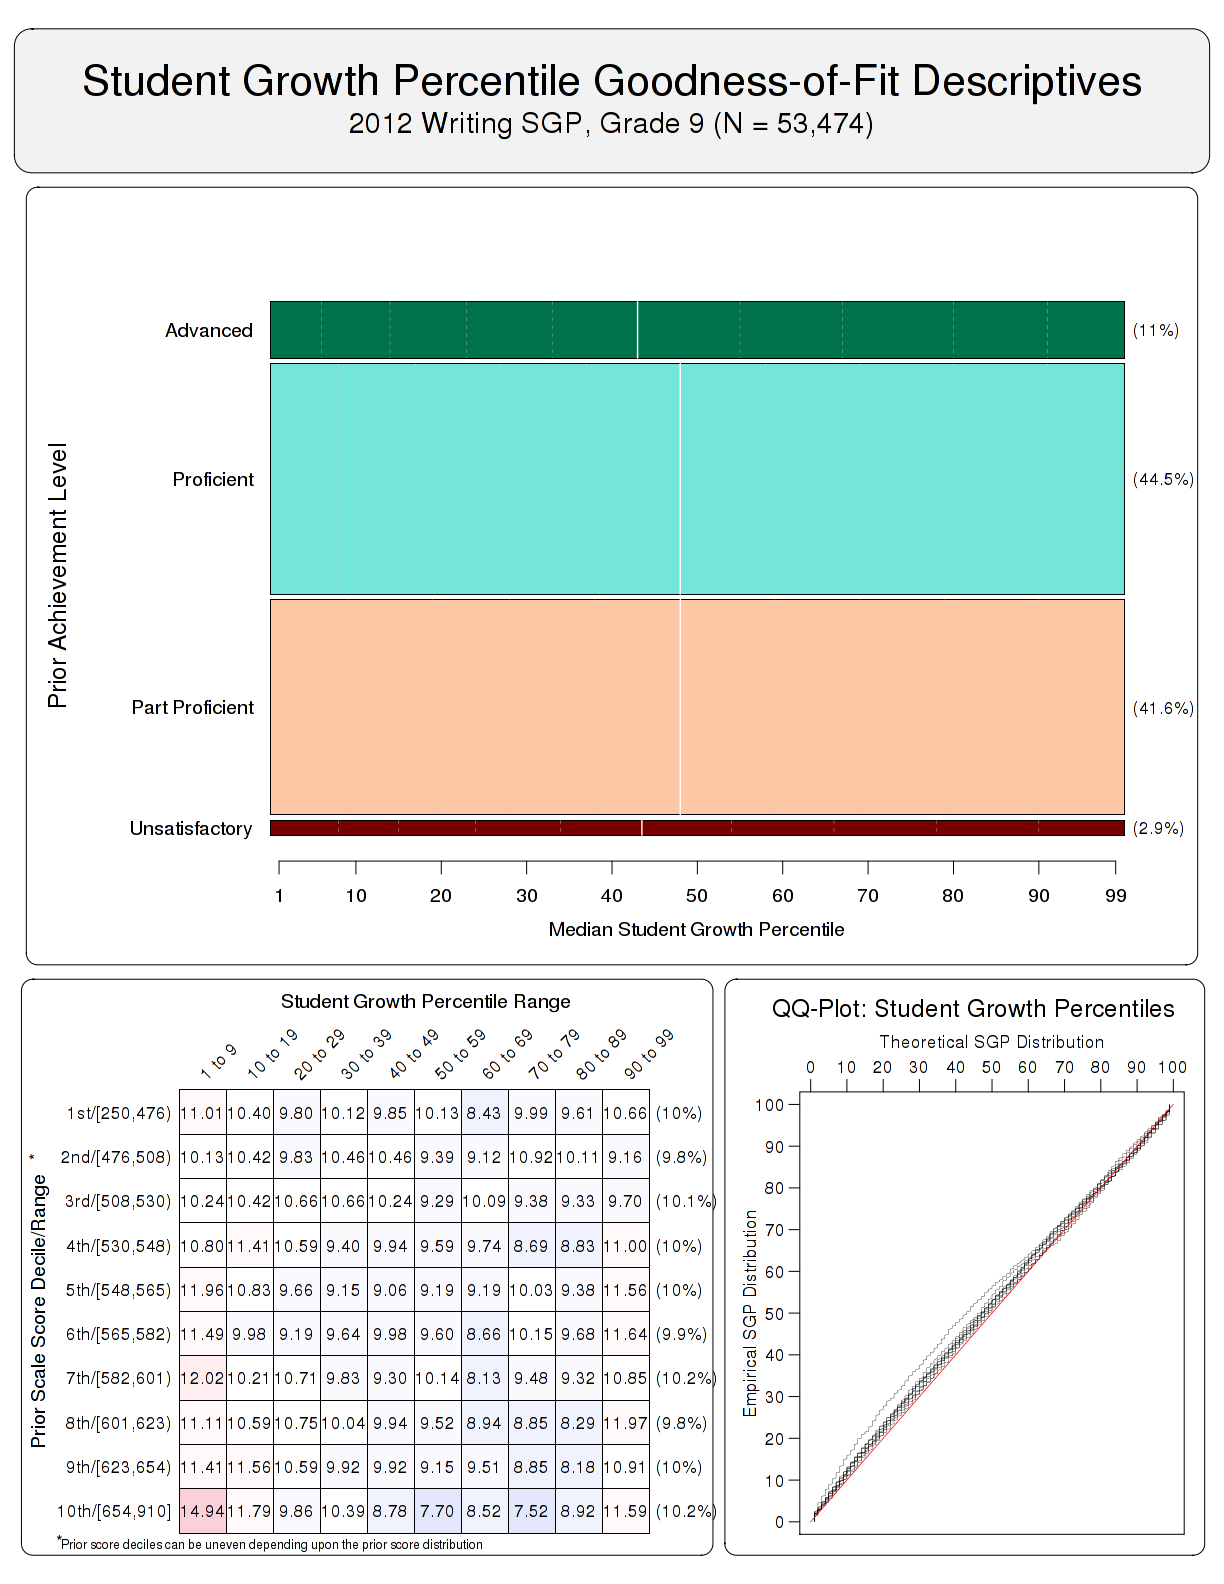 Student Growth Percentile Goodness-of-Fit Descriptives
2012 Writing SGP, Grade 9 (N = 53,474)
Prior Achievement Level
Advanced (11%)
Proficient (44.5%)
Part Proficient (41.6%)
Unsatisfactory (2.9%)
1 10 20 30 40 50 60 70 80 90 99
Median Student Growth Percentile
Student Growth Percentile Range
1 to 9 10 to 19 20 to 29 30 to 39 40 to 49 50 to 59 60 to 69 70 to 79 80 to 89 90 to 99
Prior Scale Score Decile/Range *
1st/[250,476) 11.01 10.40 9.80 10.12 9.85 10.13 8.43 9.99 9.61 10.66 (10%)
2nd/[476,508) 10.13 10.42 9.83 10.46 10.46 9.39 9.12 10.92 10.11 9.16 (9.8%)
3rd/[508,530) 10.24 10.42 10.66 10.66 10.24 9.29 10.09 9.38 9.33 9.70 (10.1%)
4th/[530,548) 10.80 11.41 10.59 9.40 9.94 9.59 9.74 8.69 8.83 11.00 (10%)
5th/[548,565) 11.96 10.83 9.66 9.15 9.06 9.19 9.19 10.03 9.38 11.56 (10%)
6th/[565,582) 11.49 9.98 9.19 9.64 9.98 9.60 8.66 10.15 9.68 11.64 (9.9%)
7th/[582,601) 12.02 10.21 10.71 9.83 9.30 10.14 8.13 9.48 9.32 10.85 (10.2%)
8th/[601,623) 11.11 10.59 10.75 10.04 9.94 9.52 8.94 8.85 8.29 11.97 (9.8%)
9th/[623,654) 11.41 11.56 10.59 9.92 9.92 9.15 9.51 8.85 8.18 10.91 (10%)
10th/[654,910] 14.94 11.79 9.86 10.39 8.78 7.70 8.52 7.52 8.92 11.59 (10.2%)
*Prior score deciles can be uneven depending upon the prior score distribution
QQ-Plot: Student Growth Percentiles
Theoretical SGP Distribution
0 10 20 30 40 50 60 70 80 90 100
Empirical SGP Distribution
100
90
80
70
60
50
40
30
20
10
0